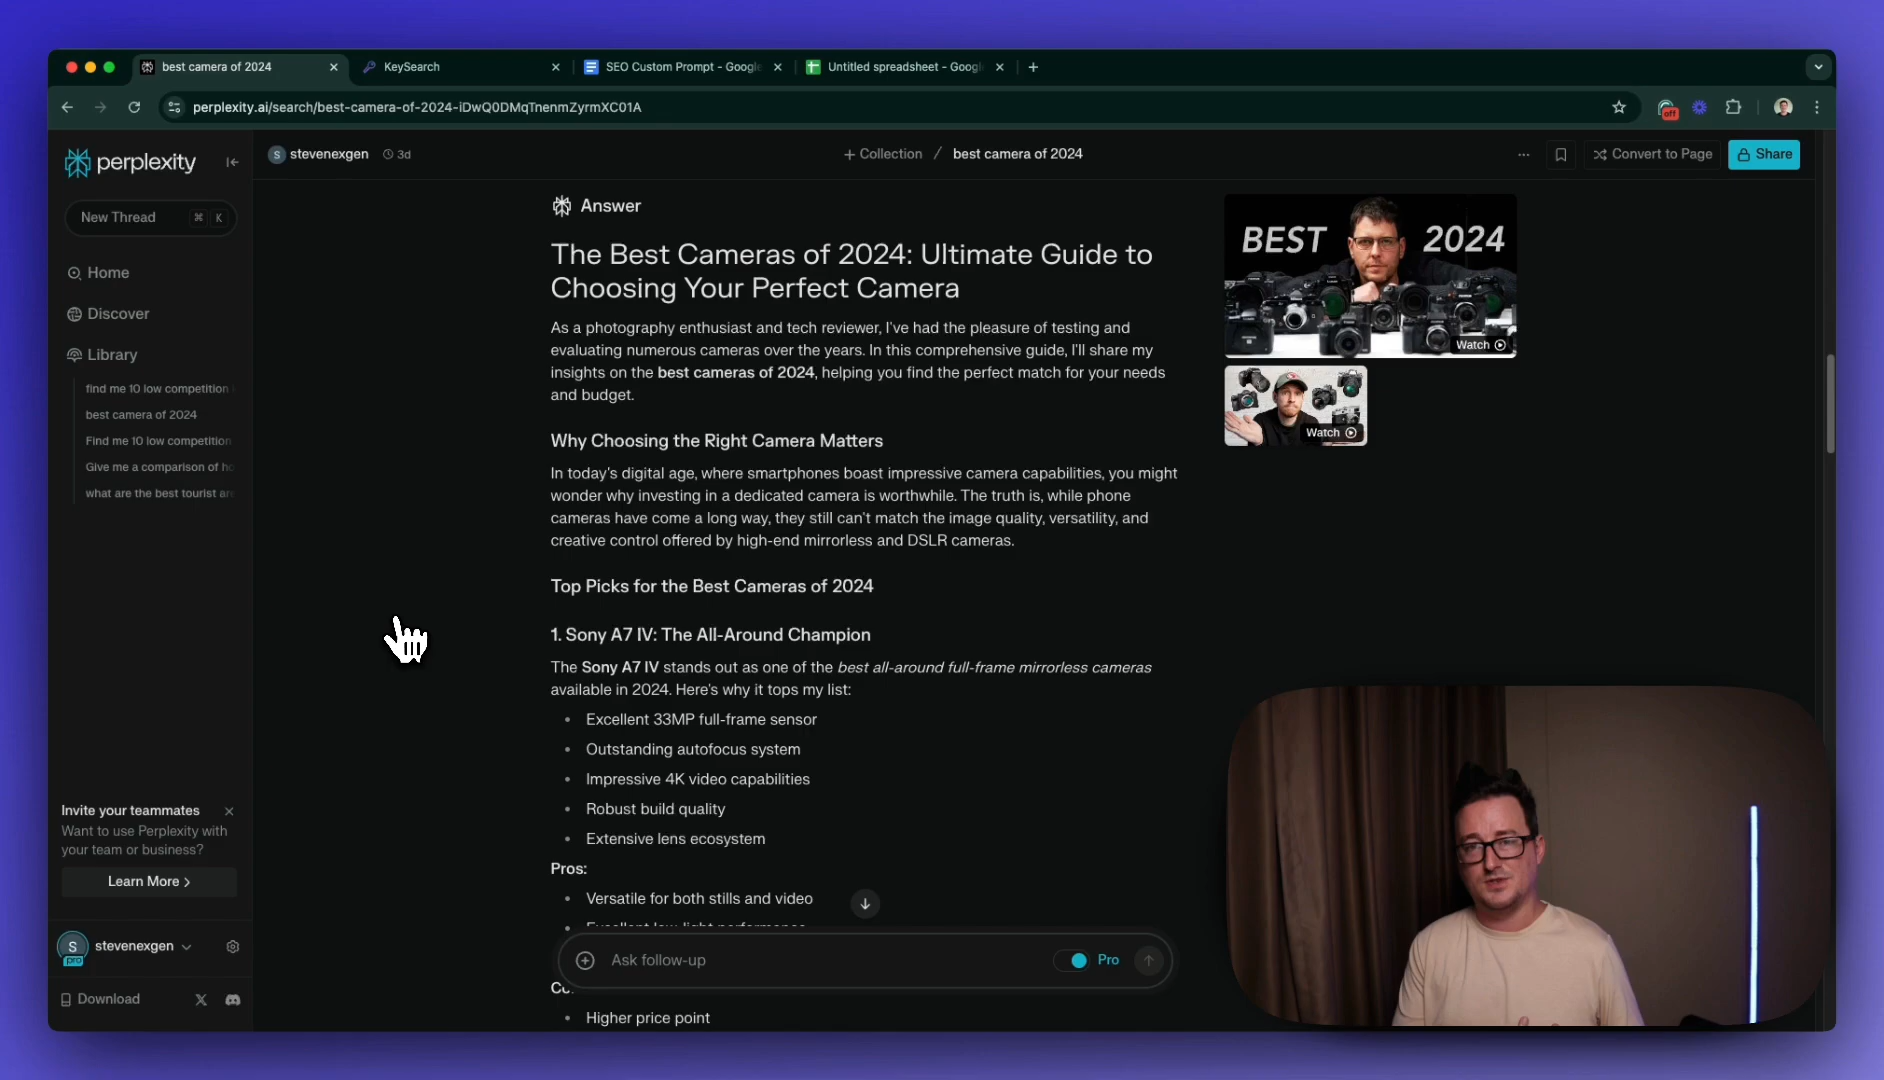 best camera of 2024
KeySearch
SEO Custom Prompt - Google
Untitled spreadsheet - Google
perplexity.ai/search/best-camera-of-2024-iDwQ0DMqTnenmZyrmXC01A
off
perplexity
S stevenexgen 3d
+ Collection / best camera of 2024
Convert to Page
Share
New Thread ⌘ K
Home
Discover
Library
find me 10 low competition
best camera of 2024
Find me 10 low competition
Give me a comparison of ho
what are the best tourist are
Invite your teammates
Want to use Perplexity with
your team or business?
Learn More >
S stevenexgen
pro
Download
Answer
The Best Cameras of 2024: Ultimate Guide to
Choosing Your Perfect Camera
As a photography enthusiast and tech reviewer, I've had the pleasure of testing and
evaluating numerous cameras over the years. In this comprehensive guide, I'll share my
insights on the best cameras of 2024, helping you find the perfect match for your needs
and budget.
Why Choosing the Right Camera Matters
In today's digital age, where smartphones boast impressive camera capabilities, you might
wonder why investing in a dedicated camera is worthwhile. The truth is, while phone
cameras have come a long way, they still can't match the image quality, versatility, and
creative control offered by high-end mirrorless and DSLR cameras.
Top Picks for the Best Cameras of 2024
1. Sony A7 IV: The All-Around Champion
The Sony A7 IV stands out as one of the best all-around full-frame mirrorless cameras
available in 2024. Here's why it tops my list:
• Excellent 33MP full-frame sensor
• Outstanding autofocus system
• Impressive 4K video capabilities
• Robust build quality
• Extensive lens ecosystem
Pros:
• Versatile for both stills and video
• Excellent low-light performance
Ask follow-up
Pro
Co
• Higher price point
BEST 2024
Watch
Watch